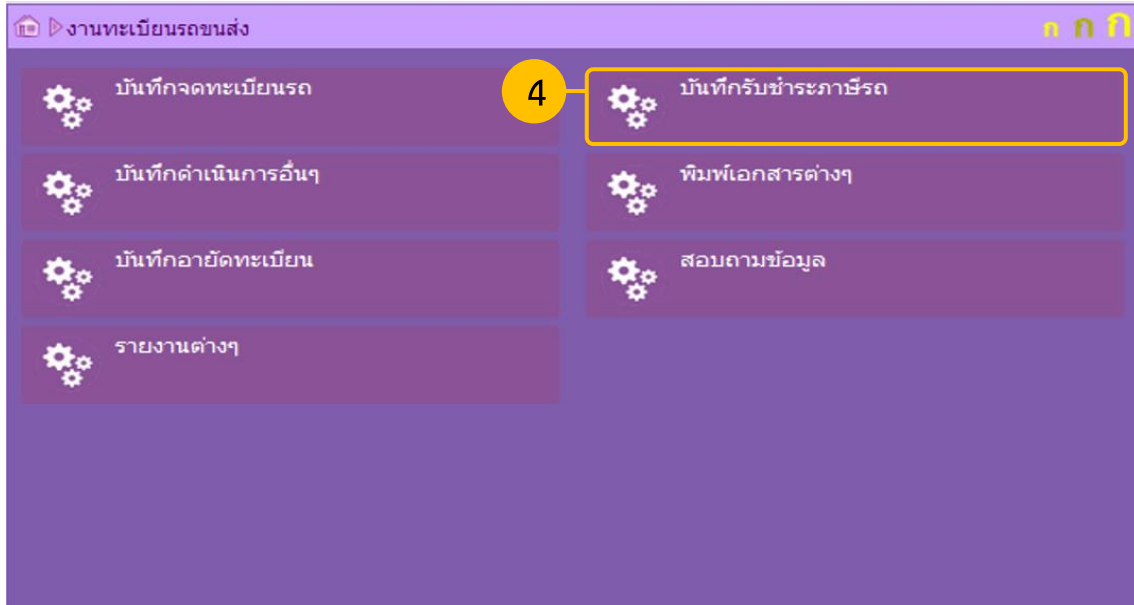 งานทะเบียนรถขนส่ง
ก ก ก
บันทึกจดทะเบียนรถ
4
บันทึกรับชำระภาษีรถ
บันทึกดำเนินการอื่นๆ
พิมพ์เอกสารต่างๆ
บันทึกอายัดทะเบียน
สอบถามข้อมูล
รายงานต่างๆ